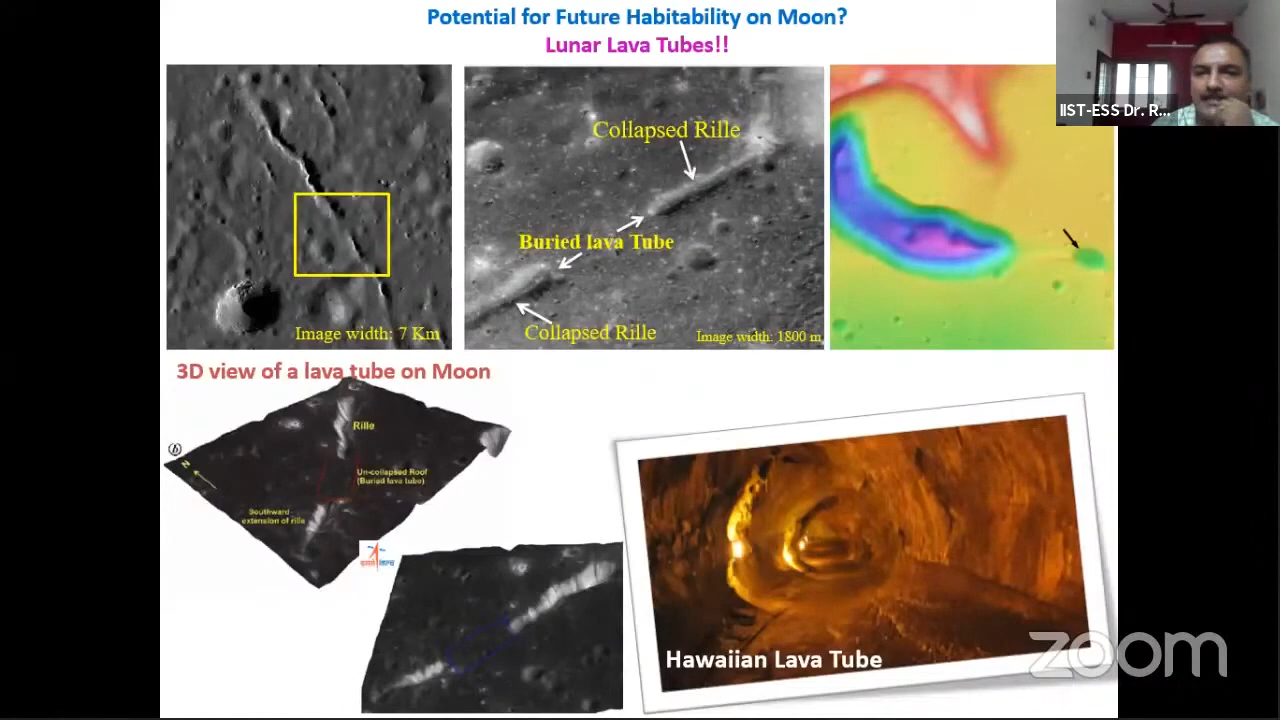 Potential for Future Habitability on Moon?
Lunar Lava Tubes!!
IIST-ESS Dr. R...
Image width: 7 Km
Collapsed Rille
Buried lava Tube
Collapsed Rille
Image width: 1800 m
3D view of a lava tube on Moon
(b)
N
Rille
Un-collapsed Roof
(Buried lava tube)
Southward
extension of rille
Hawaiian Lava Tube
zoom